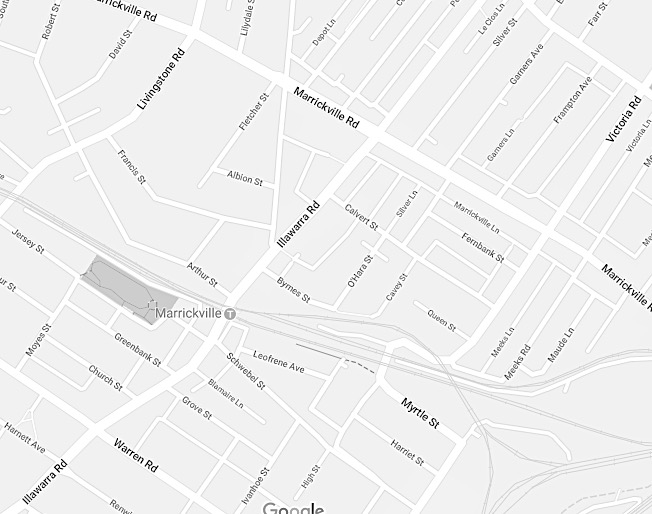 Marrickville Rd
Robert St
David St
Livingstone Rd
Lilydale S
Depot Ln
Le Clos Ln
Silver St
Garners Ave
Farr St
Frampton Ave
Victoria Rd
Victoria Ln
Fletcher St
Marrickville Rd
Garners Ln
Francis St
Albion St
Illawarra Rd
Calvert St
Silver Ln
Marrickville Ln
Fernbank St
Jersey St
Arthur St
Byrnes St
O'Hara St
Cavey St
Queen St
Marrickville R
Marrickville
T
Moyes St
Greenbank St
Church St
Schwebel St
Leofrene Ave
Blamaire Ln
Grove St
Meeks Ln
Meeks Rd
Maude Ln
Myrtle St
Harriet St
Harnett Ave
Warren Rd
Illawarra Rd
Ivanhoe St
High St
Renw
Google